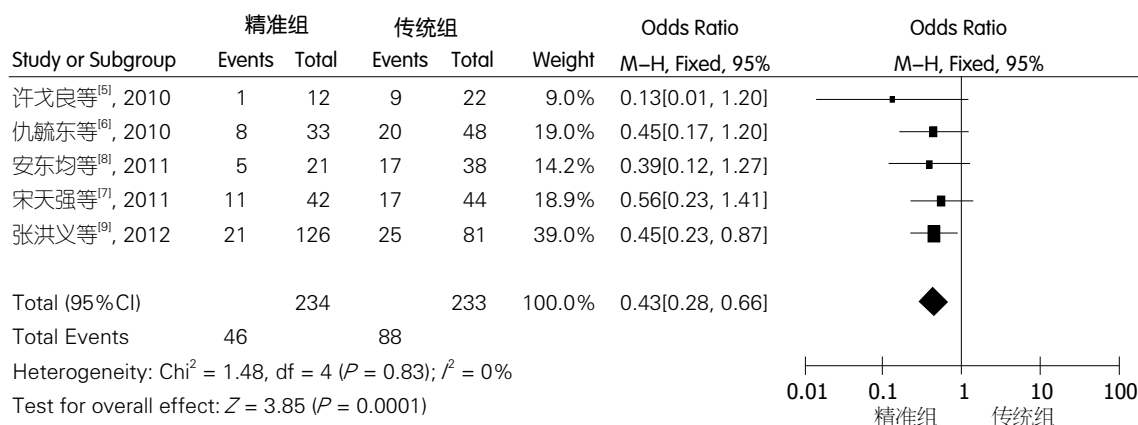 精准组 传统组 Odds Ratio Odds Ratio
Study or Subgroup Events Total Events Total Weight M–H, Fixed, 95% M–H, Fixed, 95%
许戈良等[5], 2010 1 12 9 22 9.0% 0.13[0.01, 1.20]
仇毓东等[6], 2010 8 33 20 48 19.0% 0.45[0.17, 1.20]
安东均等[8], 2011 5 21 17 38 14.2% 0.39[0.12, 1.27]
宋天强等[7], 2011 11 42 17 44 18.9% 0.56[0.23, 1.41]
张洪义等[9], 2012 21 126 25 81 39.0% 0.45[0.23, 0.87]
Total (95%CI) 234 233 100.0% 0.43[0.28, 0.66]
Total Events 46 88
Heterogeneity: Chi² = 1.48, df = 4 (P = 0.83); I² = 0%
Test for overall effect: Z = 3.85 (P = 0.0001)
0.01 0.1 1 10 100
精准组 传统组